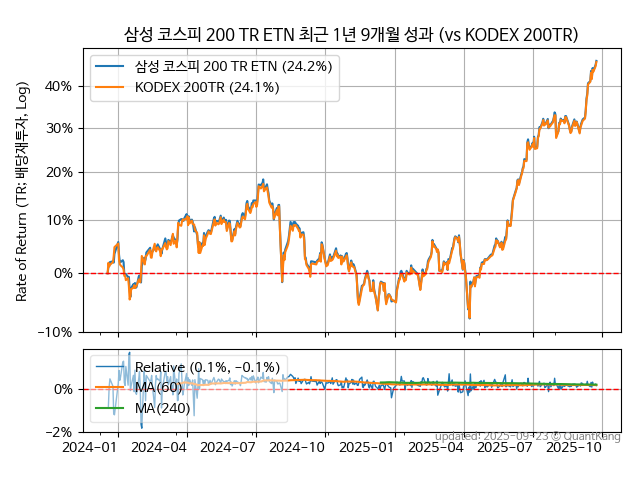 삼성 코스피 200 TR ETN 최근 1년 9개월 성과 (vs KODEX 200TR)
Rate of Return (TR: 배당재투자, Log)
삼성 코스피 200 TR ETN (24.2%)
KODEX 200TR (24.1%)
40%
30%
20%
10%
0%
−10%
Relative (0.1%, −0.1%)
MA(60)
MA(240)
0%
−2%
2024-01
2024-04
2024-07
2024-10
2025-01
2025-04
2025-07
2025-10
updated: 2025-09-23 © QuantKang